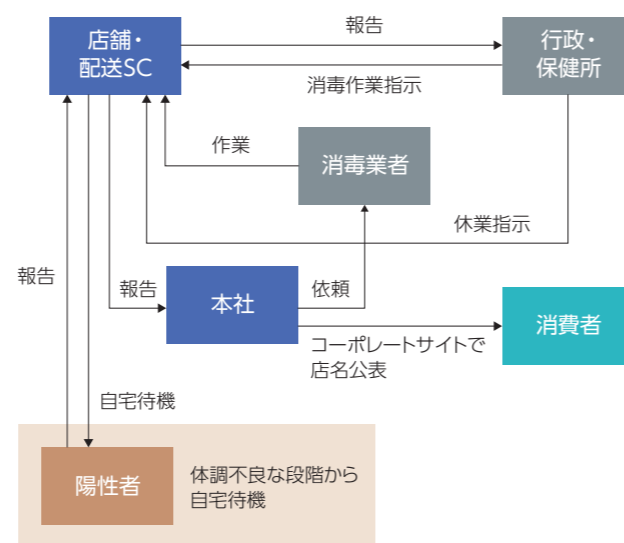 店舗・
配送SC
報告
行政・
保健所
消毒作業指示
作業
消毒業者
休業指示
報告
報告
本社
依頼
消費者
コーポレートサイトで
店名公表
自宅待機
陽性者
体調不良な段階から
自宅待機